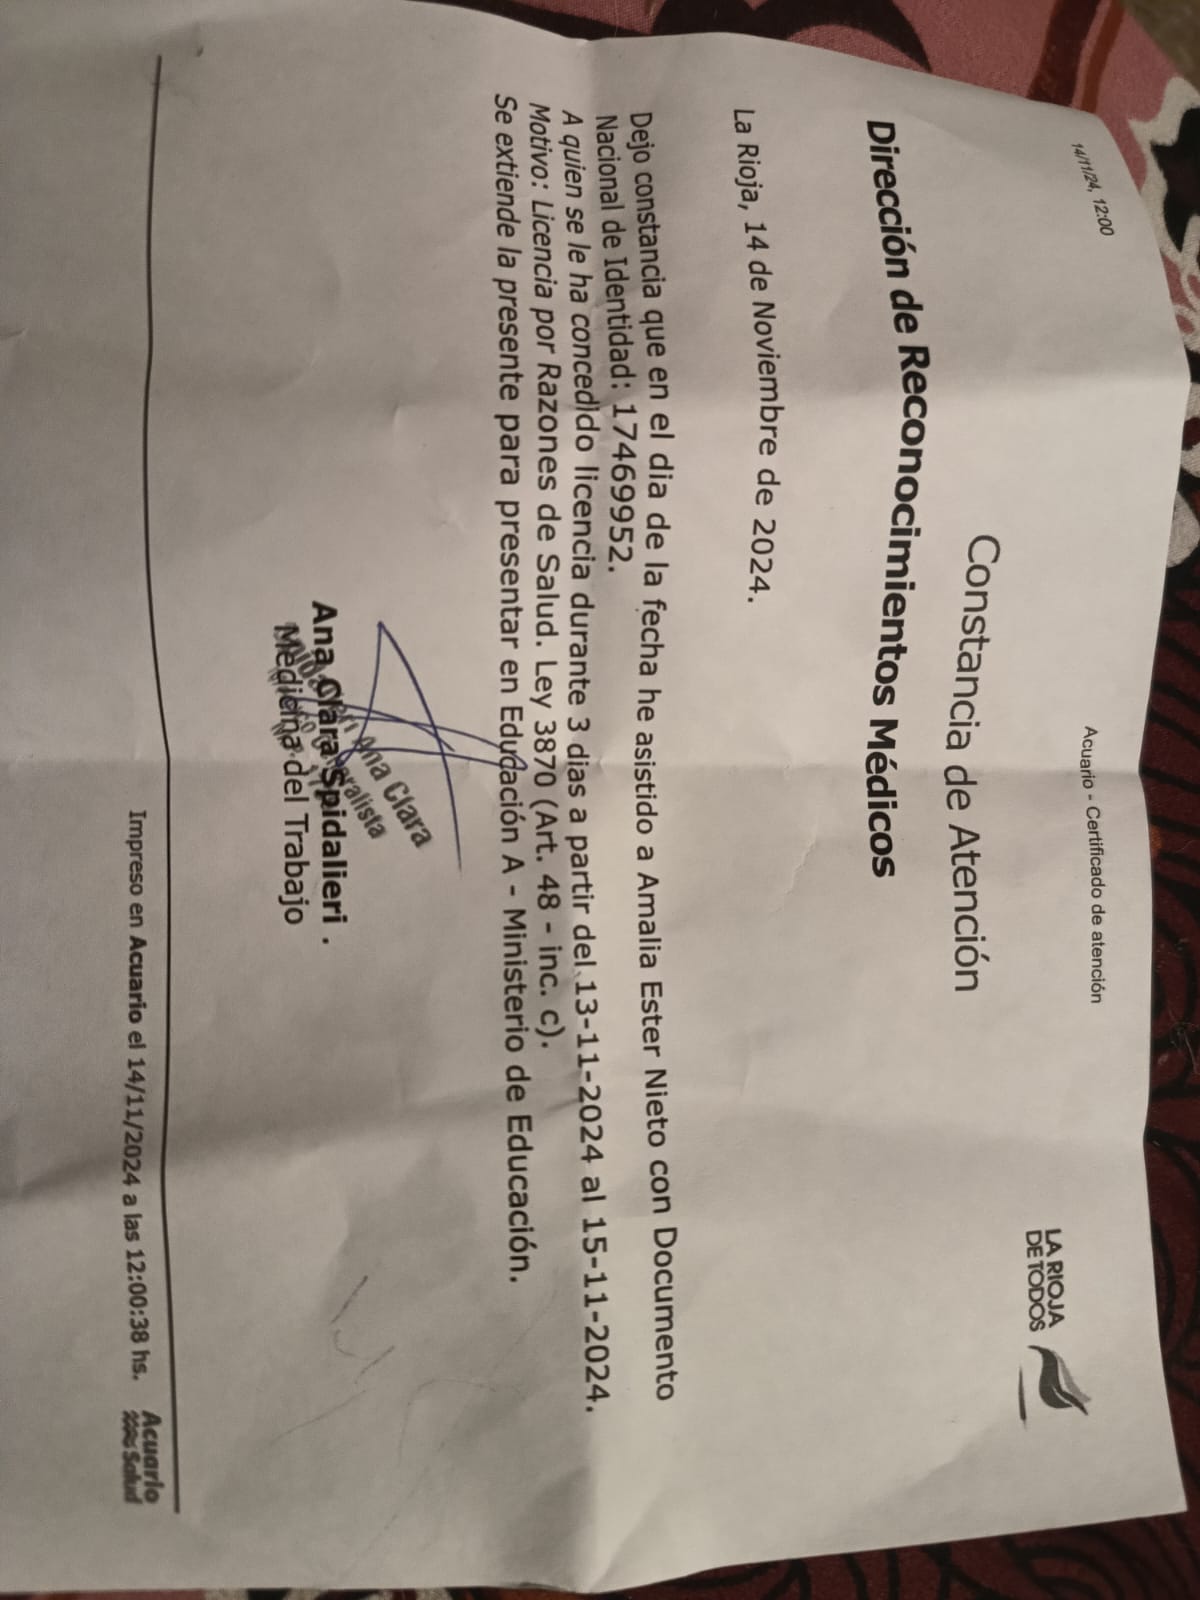 14/11/24, 12:00
Acuario - Certificado de atención
LA RIOJA
DE TODOS
Constancia de Atención
Dirección de Reconocimientos Médicos
La Rioja, 14 de Noviembre de 2024.
Dejo constancia que en el dia de la fecha he asistido a Amalia Ester Nieto con Documento
Nacional de Identidad: 17469952.
A quien se le ha concedido licencia durante 3 dias a partir del 13-11-2024 al 15-11-2024.
Motivo: Licencia por Razones de Salud. Ley 3870 (Art. 48 - inc. c).
Se extiende la presente para presentar en Educación A - Ministerio de Educación.
Ana Clara
Ana Clara Spidalieri .
Medicina del Trabajo
Impreso en Acuario el 14/11/2024 a las 12:00:38 hs.
Acuario
Salud